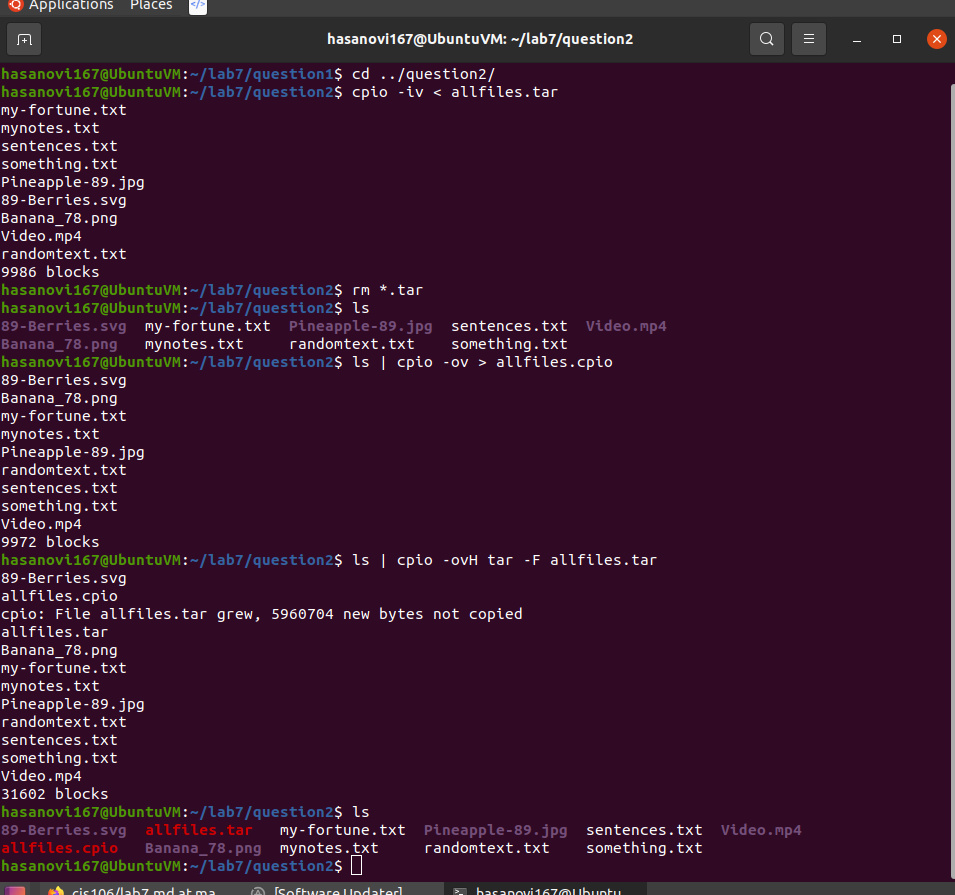 Applications Places </>
hasanovi167@UbuntuVM: ~/lab7/question2
hasanovi167@UbuntuVM:~/lab7/question1$ cd ../question2/
hasanovi167@UbuntuVM:~/lab7/question2$ cpio -iv < allfiles.tar
my-fortune.txt
mynotes.txt
sentences.txt
something.txt
Pineapple-89.jpg
89-Berries.svg
Banana_78.png
Video.mp4
randomtext.txt
9986 blocks
hasanovi167@UbuntuVM:~/lab7/question2$ rm *.tar
hasanovi167@UbuntuVM:~/lab7/question2$ ls
89-Berries.svg my-fortune.txt Pineapple-89.jpg sentences.txt Video.mp4
Banana_78.png mynotes.txt randomtext.txt something.txt
hasanovi167@UbuntuVM:~/lab7/question2$ ls | cpio -ov > allfiles.cpio
89-Berries.svg
Banana_78.png
my-fortune.txt
mynotes.txt
Pineapple-89.jpg
randomtext.txt
sentences.txt
something.txt
Video.mp4
9972 blocks
hasanovi167@UbuntuVM:~/lab7/question2$ ls | cpio -ovH tar -F allfiles.tar
89-Berries.svg
allfiles.cpio
cpio: File allfiles.tar grew, 5960704 new bytes not copied
allfiles.tar
Banana_78.png
my-fortune.txt
mynotes.txt
Pineapple-89.jpg
randomtext.txt
sentences.txt
something.txt
Video.mp4
31602 blocks
hasanovi167@UbuntuVM:~/lab7/question2$ ls
89-Berries.svg allfiles.tar my-fortune.txt Pineapple-89.jpg sentences.txt Video.mp4
allfiles.cpio Banana_78.png mynotes.txt randomtext.txt something.txt
hasanovi167@UbuntuVM:~/lab7/question2$
cis106/lab7.md at ma... [Software Updater] hasanovi167@Ubuntu...